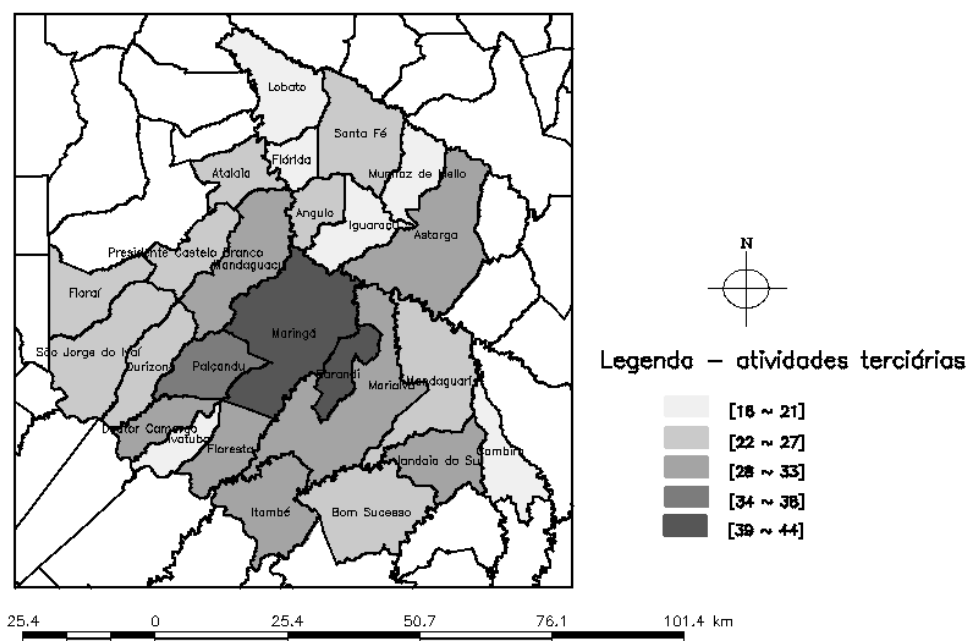 Lobato
Santa Fé
Flórida
Atalaia
Munhoz de Mello
Angulo
Iguaraçu
Astorga
Presidente Castelo Branco
Mandaguaçu
Floraí
Maringá
São Jorge do Ivaí
Ourizona
Paiçandu
Sarandi
Marialva
Mandaguari
Doutor Camargo
Ivatuba
Floresta
Jandaia do Sul
Cambira
Itambé
Bom Sucesso
N
Legenda - atividades terciárias
[16 ~ 21]
[22 ~ 27]
[28 ~ 33]
[34 ~ 38]
[39 ~ 44]
25.4 0 25.4 50.7 76.1 101.4 km